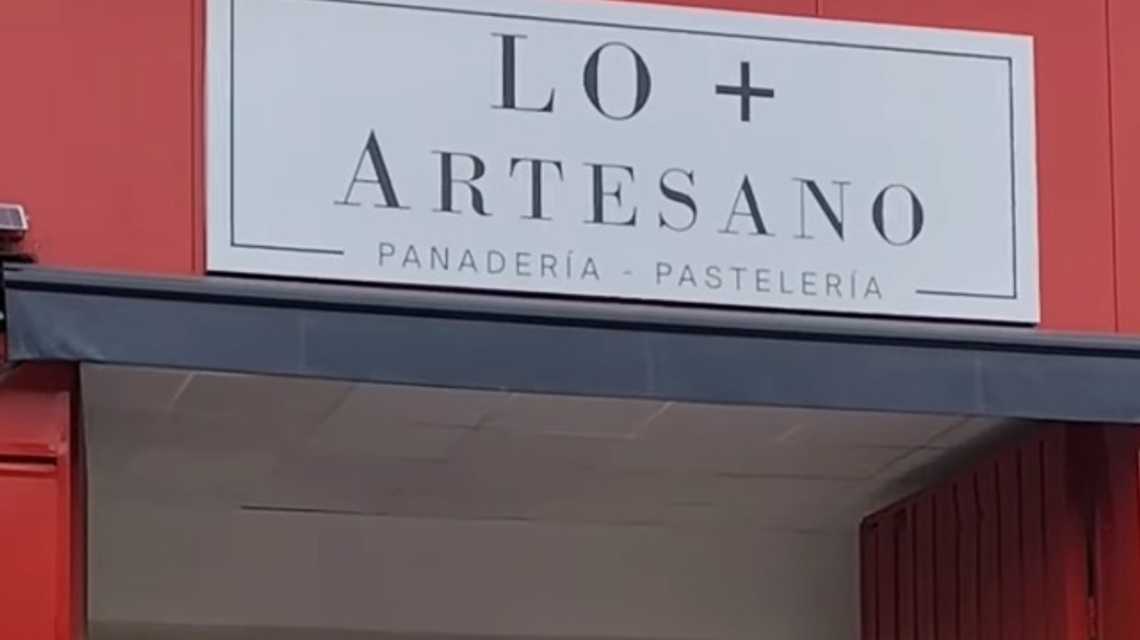 LO +
ARTESANO
PANADERÍA - PASTELERÍA